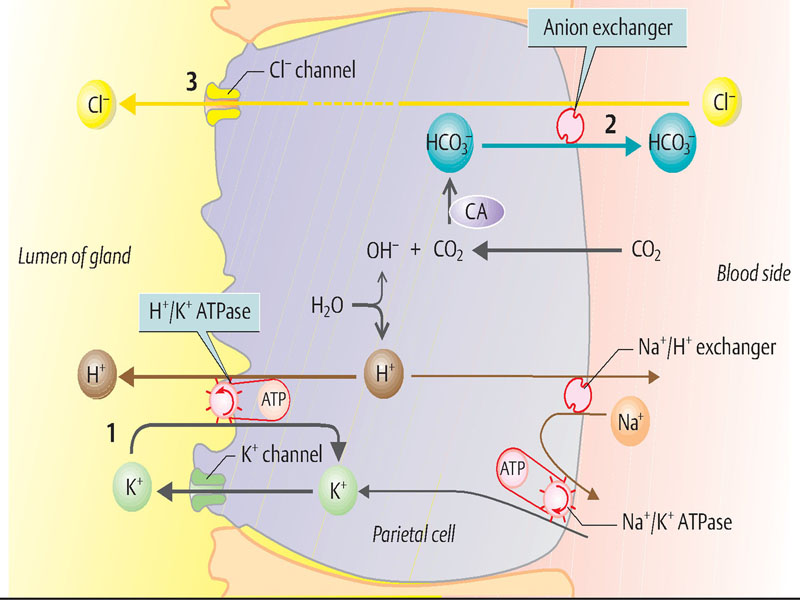 Anion exchanger
3
Cl⁻ channel
Cl⁻
Cl⁻
2
HCO₃⁻
HCO₃⁻
CA
OH⁻ + CO₂
CO₂
Lumen of gland
Blood side
H₂O
H⁺/K⁺ ATPase
Na⁺/H⁺ exchanger
H⁺
H⁺
ATP
Na⁺
1
K⁺ channel
ATP
K⁺
K⁺
Na⁺/K⁺ ATPase
Parietal cell